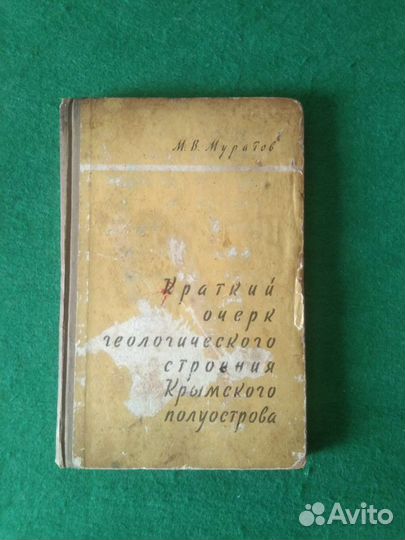 М. В. Муратов
Краткий
очерк
геологического
строения
Крымского
полуострова
Avito